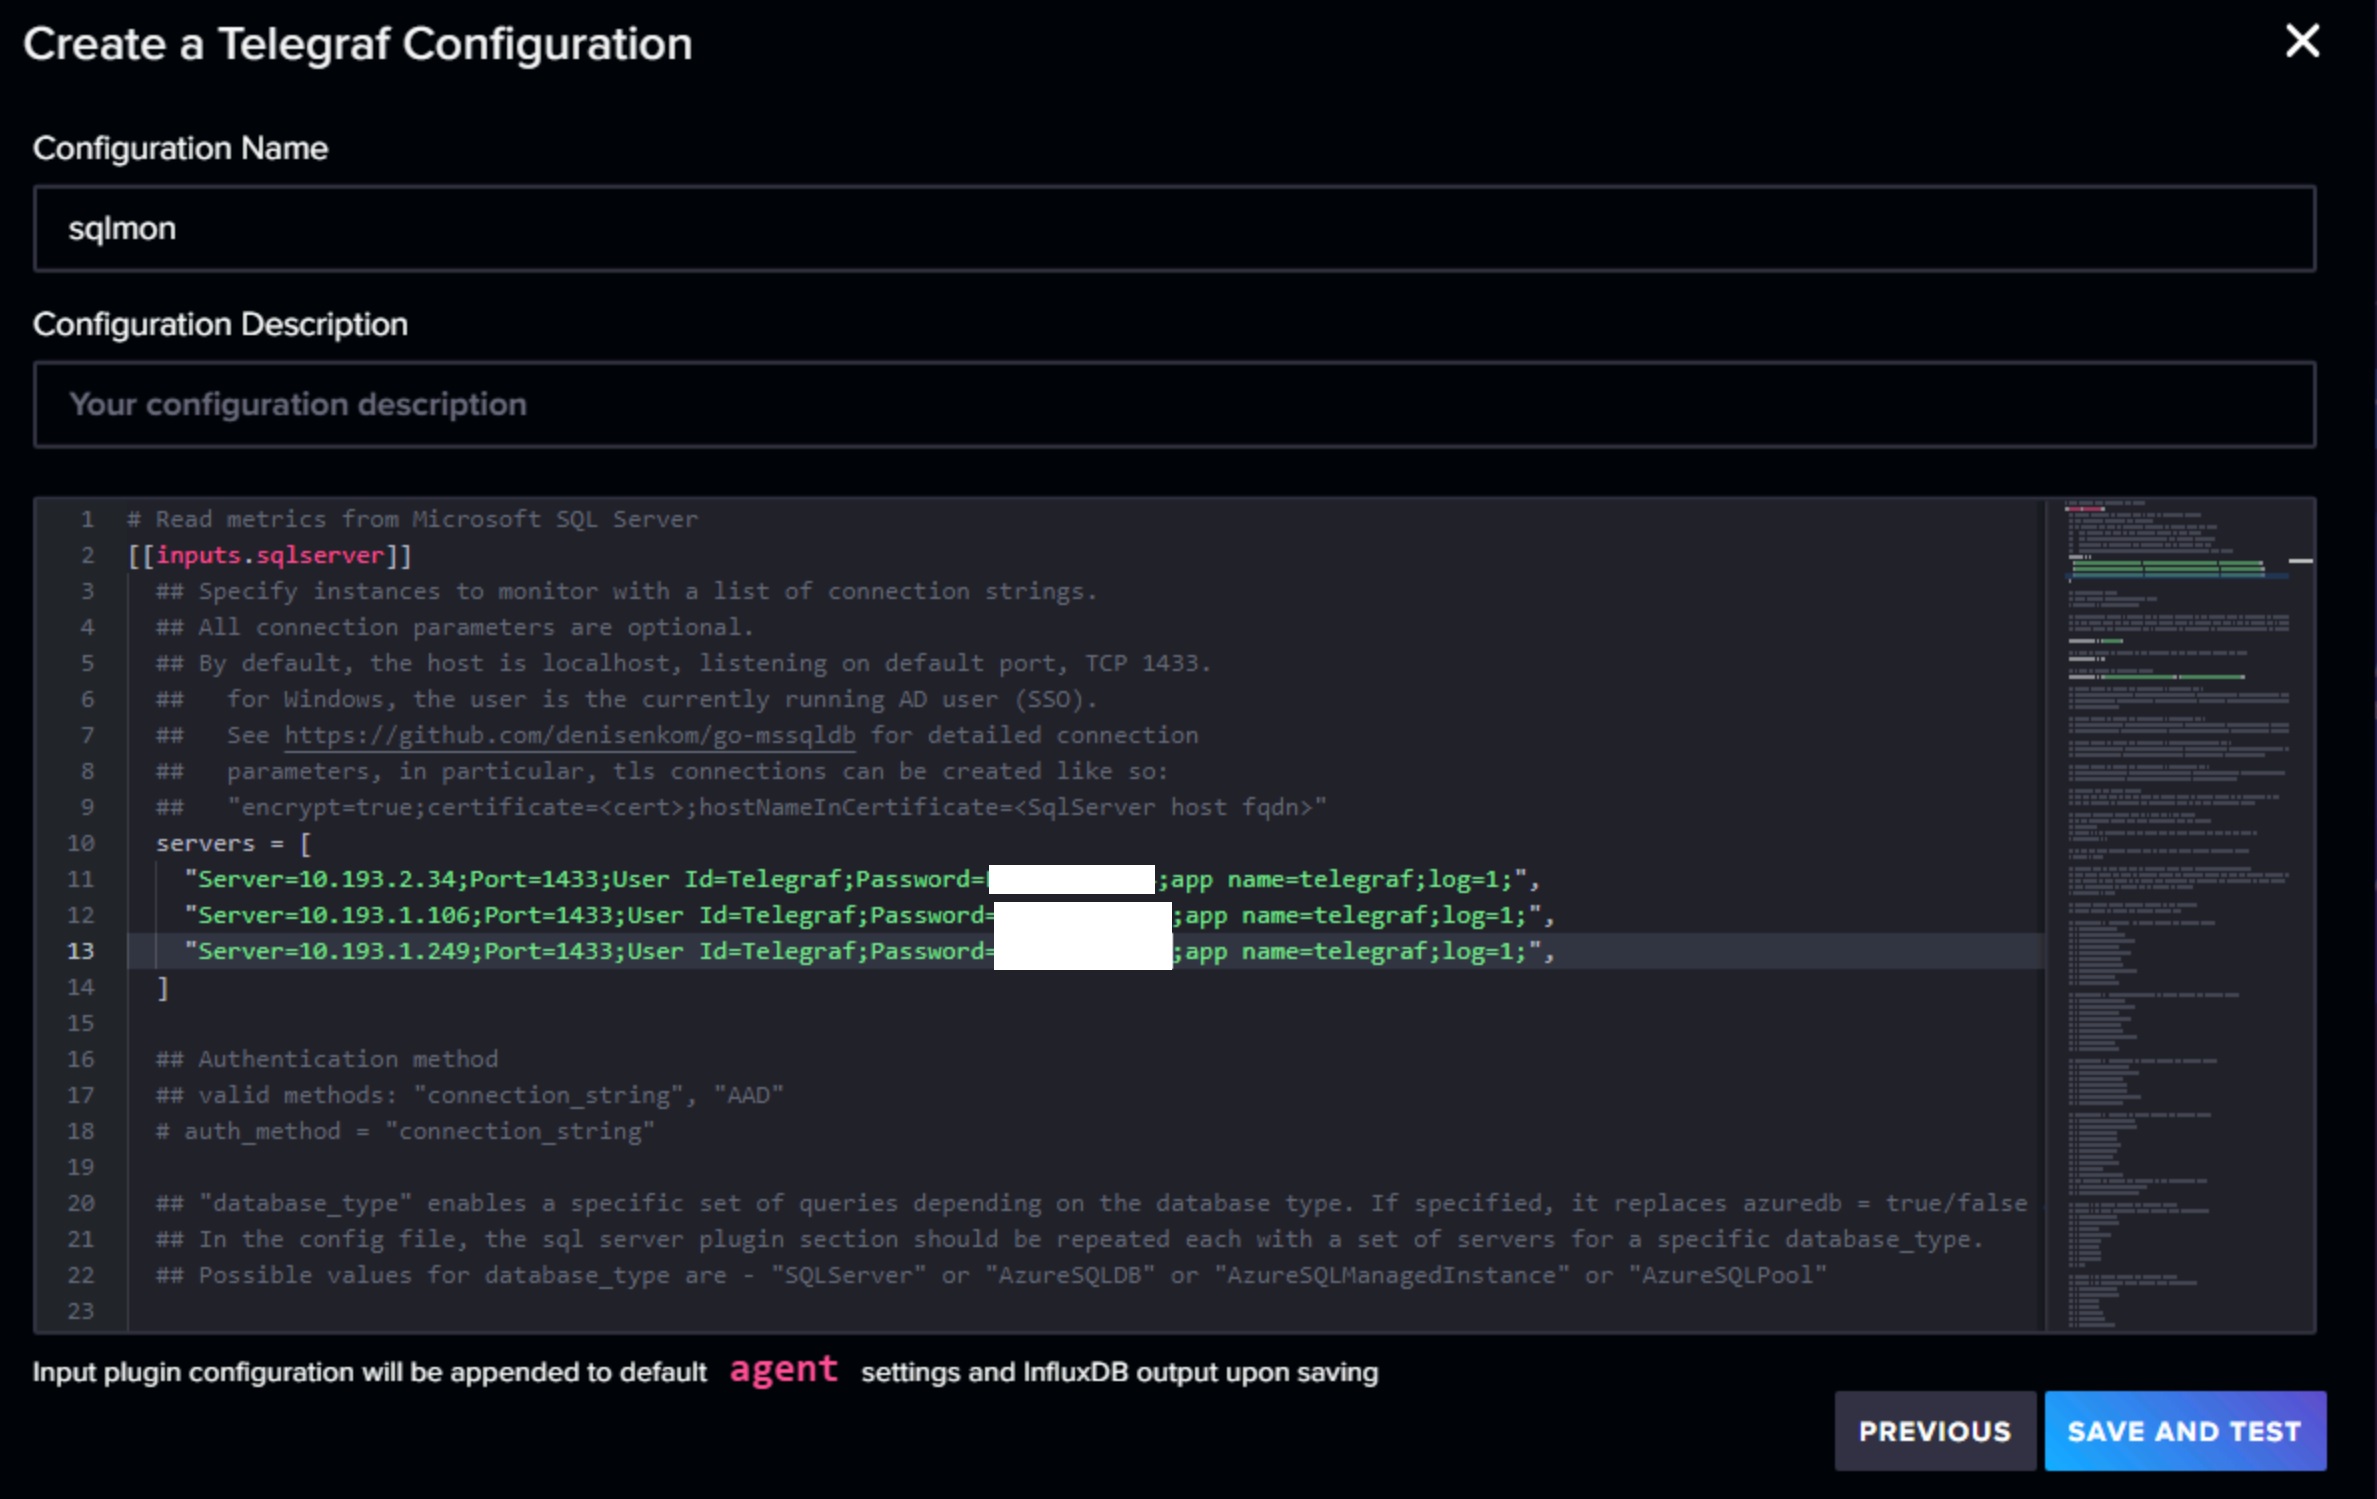 Create a Telegraf Configuration
Configuration Name
sqlmon
Configuration Description
Your configuration description
1 # Read metrics from Microsoft SQL Server
2 [[inputs.sqlserver]]
3 ## Specify instances to monitor with a list of connection strings.
4 ## All connection parameters are optional.
5 ## By default, the host is localhost, listening on default port, TCP 1433.
6 ##   for Windows, the user is the currently running AD user (SSO).
7 ##   See https://github.com/denisenkom/go-mssqldb for detailed connection
8 ##   parameters, in particular, tls connections can be created like so:
9 ##   "encrypt=true;certificate=<cert>;hostNameInCertificate=<SqlServer host fqdn>"
10 servers = [
11 "Server=10.193.2.34;Port=1433;User Id=Telegraf;Password= ;app name=telegraf;log=1;",
12 "Server=10.193.1.106;Port=1433;User Id=Telegraf;Password= ;app name=telegraf;log=1;",
13 "Server=10.193.1.249;Port=1433;User Id=Telegraf;Password= ;app name=telegraf;log=1;",
14 ]
15
16 ## Authentication method
17 ## valid methods: "connection_string", "AAD"
18 # auth_method = "connection_string"
19
20 ## "database_type" enables a specific set of queries depending on the database type. If specified, it replaces azuredb = true/false
21 ## In the config file, the sql server plugin section should be repeated each with a set of servers for a specific database_type.
22 ## Possible values for database_type are - "SQLServer" or "AzureSQLDB" or "AzureSQLManagedInstance" or "AzureSQLPool"
23
Input plugin configuration will be appended to default agent settings and InfluxDB output upon saving
PREVIOUS
SAVE AND TEST